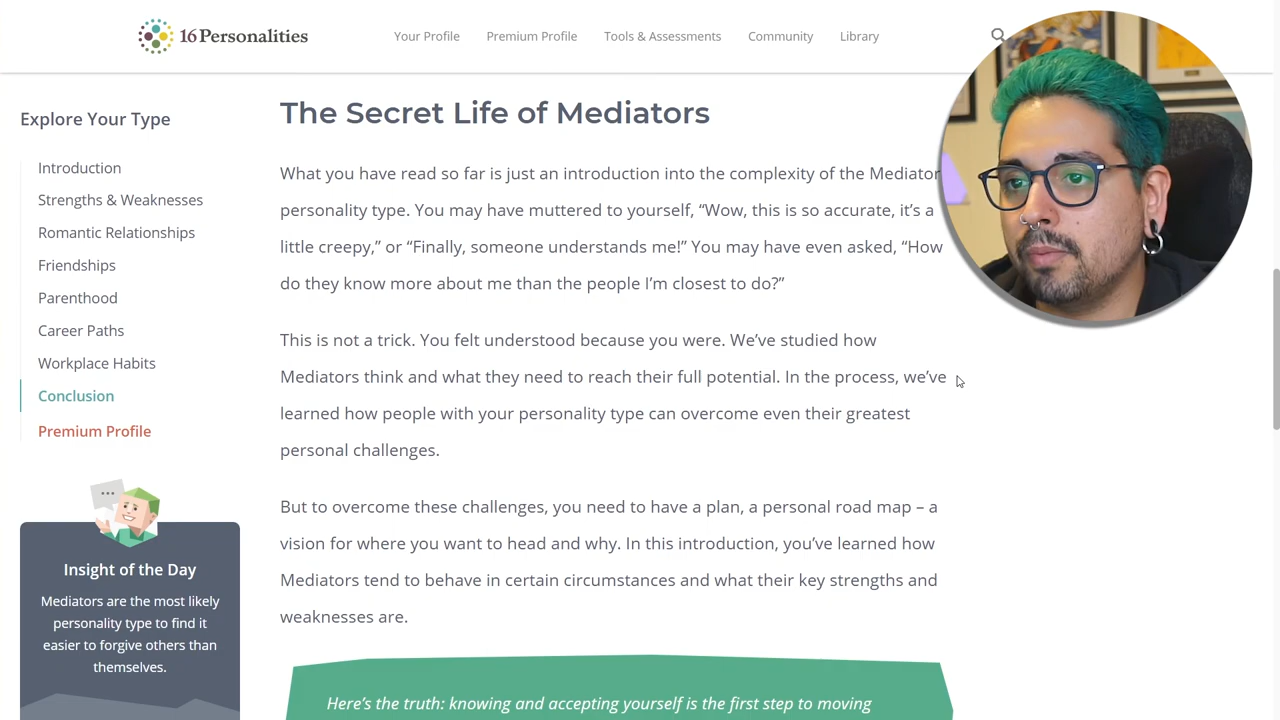 16Personalities
Your Profile
Premium Profile
Tools & Assessments
Community
Library
Explore Your Type
Introduction
Strengths & Weaknesses
Romantic Relationships
Friendships
Parenthood
Career Paths
Workplace Habits
Conclusion
Premium Profile
Insight of the Day
Mediators are the most likely
personality type to find it
easier to forgive others than
themselves.
The Secret Life of Mediators
What you have read so far is just an introduction into the complexity of the Mediator
personality type. You may have muttered to yourself, “Wow, this is so accurate, it’s a
little creepy,” or “Finally, someone understands me!” You may have even asked, “How
do they know more about me than the people I’m closest to do?”
This is not a trick. You felt understood because you were. We’ve studied how
Mediators think and what they need to reach their full potential. In the process, we’ve
learned how people with your personality type can overcome even their greatest
personal challenges.
But to overcome these challenges, you need to have a plan, a personal road map – a
vision for where you want to head and why. In this introduction, you’ve learned how
Mediators tend to behave in certain circumstances and what their key strengths and
weaknesses are.
Here’s the truth: knowing and accepting yourself is the first step to moving